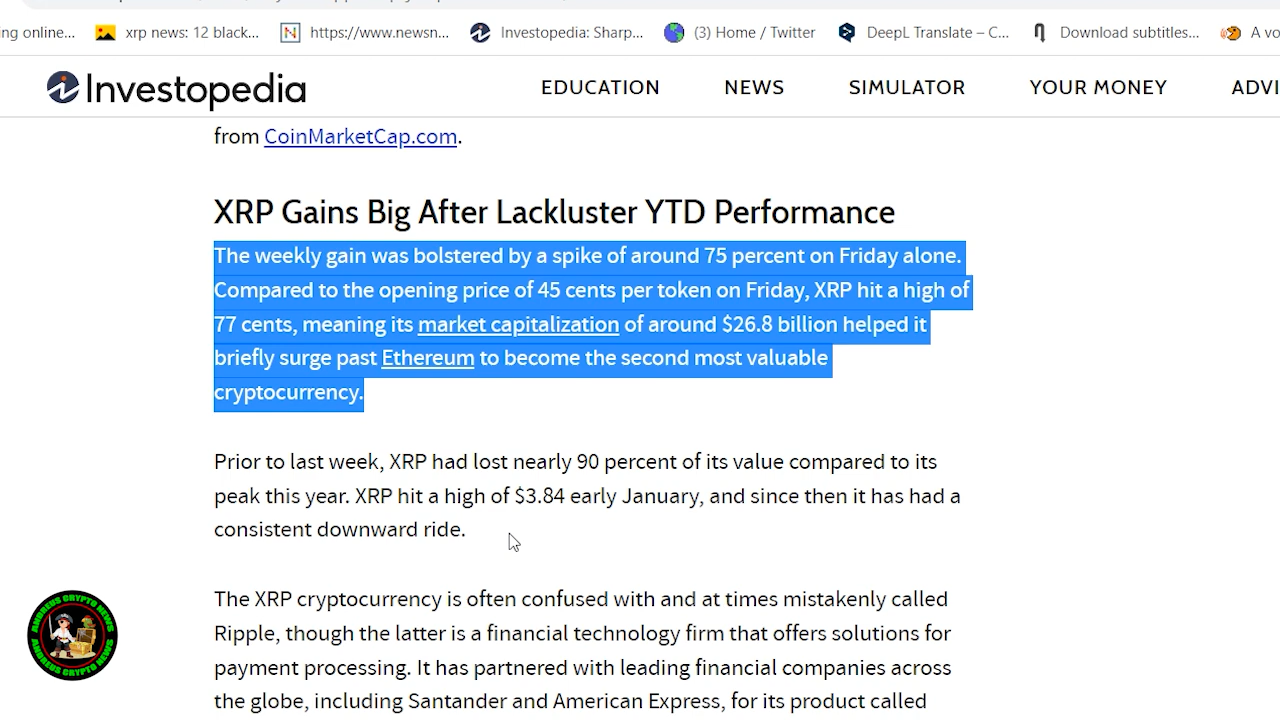 ng online... xrp news: 12 black... https://www.newsn... Investopedia: Sharp... (3) Home / Twitter DeepL Translate – C... Download subtitles... A vo
Investopedia EDUCATION NEWS SIMULATOR YOUR MONEY ADVI
from CoinMarketCap.com.
XRP Gains Big After Lackluster YTD Performance
The weekly gain was bolstered by a spike of around 75 percent on Friday alone.
Compared to the opening price of 45 cents per token on Friday, XRP hit a high of
77 cents, meaning its market capitalization of around $26.8 billion helped it
briefly surge past Ethereum to become the second most valuable
cryptocurrency.
Prior to last week, XRP had lost nearly 90 percent of its value compared to its
peak this year. XRP hit a high of $3.84 early January, and since then it has had a
consistent downward ride.
The XRP cryptocurrency is often confused with and at times mistakenly called
Ripple, though the latter is a financial technology firm that offers solutions for
payment processing. It has partnered with leading financial companies across
the globe, including Santander and American Express, for its product called
ANDREUS CRYPTO NEWS
ANDREUS CRYPTO NEWS